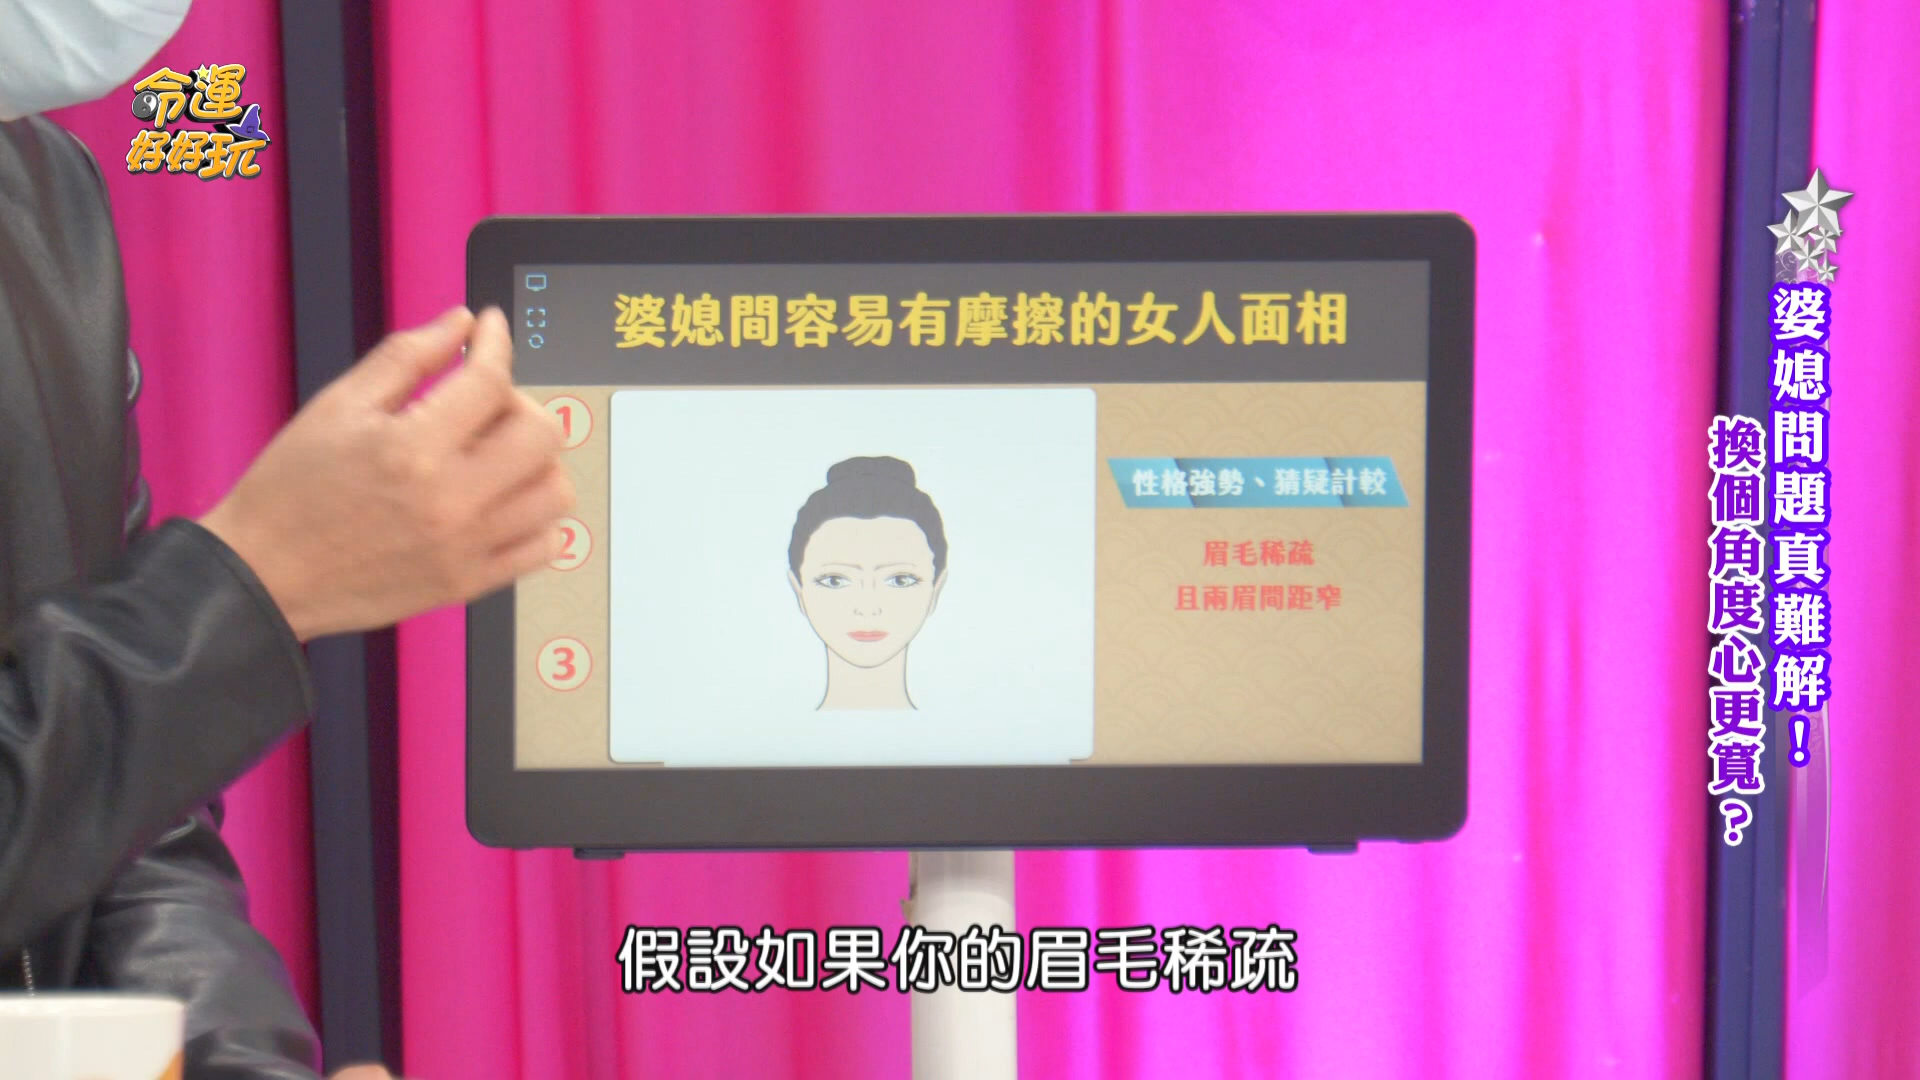 命運
好好玩
婆媳間容易有摩擦的女人面相
1
2
3
性格強勢、猜疑計較
眉毛稀疏
且兩眉間距窄
婆媳問題真難解！
換個角度心更寬？
假設如果你的眉毛稀疏